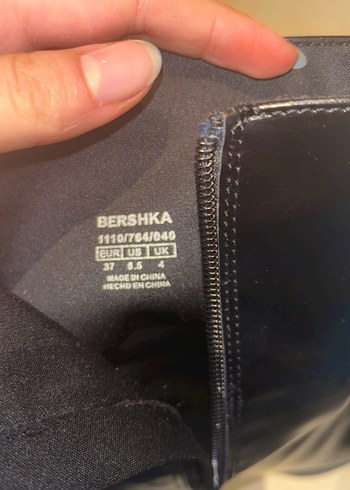 BERSHKA
1110/764/040
EUR US UK
37 6.5 4
MADE IN CHINA
HECHO EN CHINA